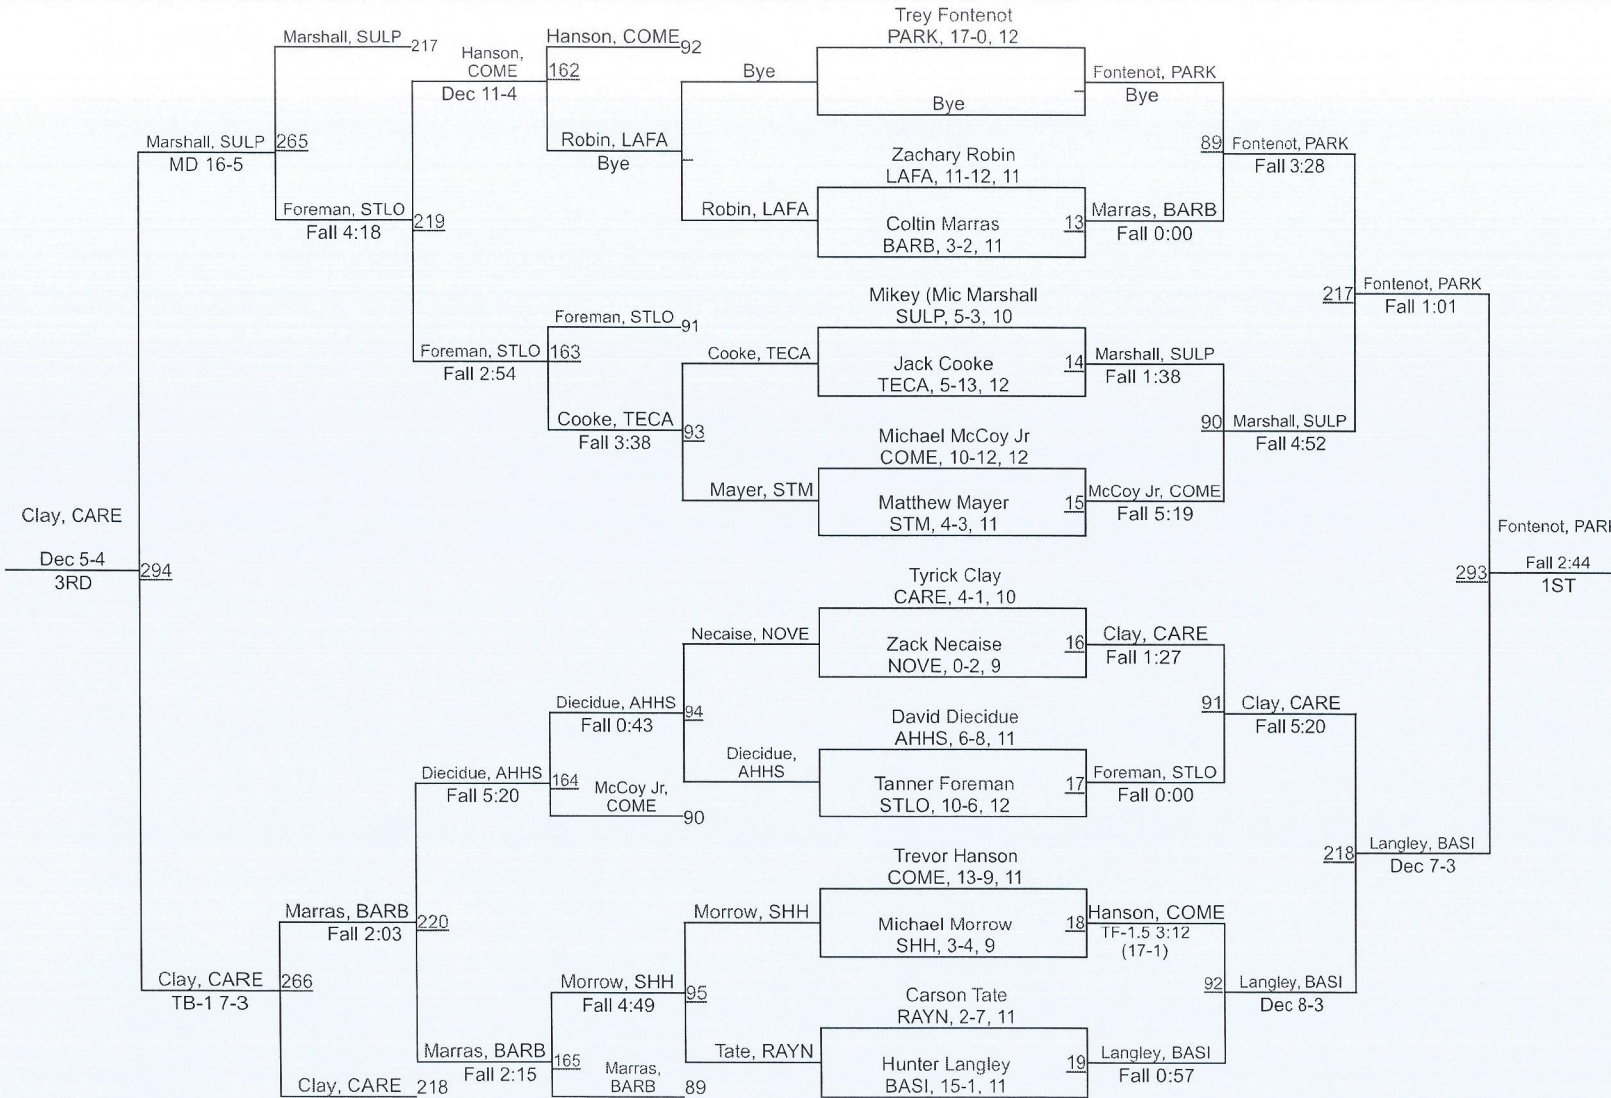 Trey Fontenot
PARK, 17-0, 12
Bye
Bye
Fontenot, PARK
Bye
Zachary Robin
LAFA, 11-12, 11
Coltin Marras
BARB, 3-2, 11
13
Marras, BARB
Fall 0:00
89
Fontenot, PARK
Fall 3:28
Mikey (Mic Marshall
SULP, 5-3, 10
Jack Cooke
TECA, 5-13, 12
14
Marshall, SULP
Fall 1:38
Michael McCoy Jr
COME, 10-12, 12
Matthew Mayer
STM, 4-3, 11
15
McCoy Jr, COME
Fall 5:19
90
Marshall, SULP
Fall 4:52
217
Fontenot, PARK
Fall 1:01
Tyrick Clay
CARE, 4-1, 10
Zack Necaise
NOVE, 0-2, 9
16
Clay, CARE
Fall 1:27
David Diecidue
AHHS, 6-8, 11
Tanner Foreman
STLO, 10-6, 12
17
Foreman, STLO
Fall 0:00
91
Clay, CARE
Fall 5:20
Trevor Hanson
COME, 13-9, 11
Michael Morrow
SHH, 3-4, 9
18
Hanson, COME
TF-1.5 3:12
(17-1)
Carson Tate
RAYN, 2-7, 11
Hunter Langley
BASI, 15-1, 11
19
Langley, BASI
Fall 0:57
92
Langley, BASI
Dec 8-3
218
Langley, BASI
Dec 7-3
293
Fontenot, PARK
Fall 2:44
1ST
Robin, LAFA
Hanson, COME
92
Robin, LAFA
Bye
162
Hanson,
COME
Dec 11-4
Cooke, TECA
Mayer, STM
93
Foreman, STLO
91
Cooke, TECA
Fall 3:38
163
Foreman, STLO
Fall 2:54
219
Marshall, SULP
217
Foreman, STLO
Fall 4:18
265
Marshall, SULP
MD 16-5
Necaise, NOVE
Diecidue,
AHHS
94
Diecidue, AHHS
Fall 0:43
McCoy Jr,
COME
90
164
Diecidue, AHHS
Fall 5:20
Morrow, SHH
Tate, RAYN
95
Morrow, SHH
Fall 4:49
Marras,
BARB
89
165
Marras, BARB
Fall 2:15
220
Marras, BARB
Fall 2:03
Clay, CARE
218
266
Clay, CARE
TB-1 7-3
294
Clay, CARE
Dec 5-4
3RD